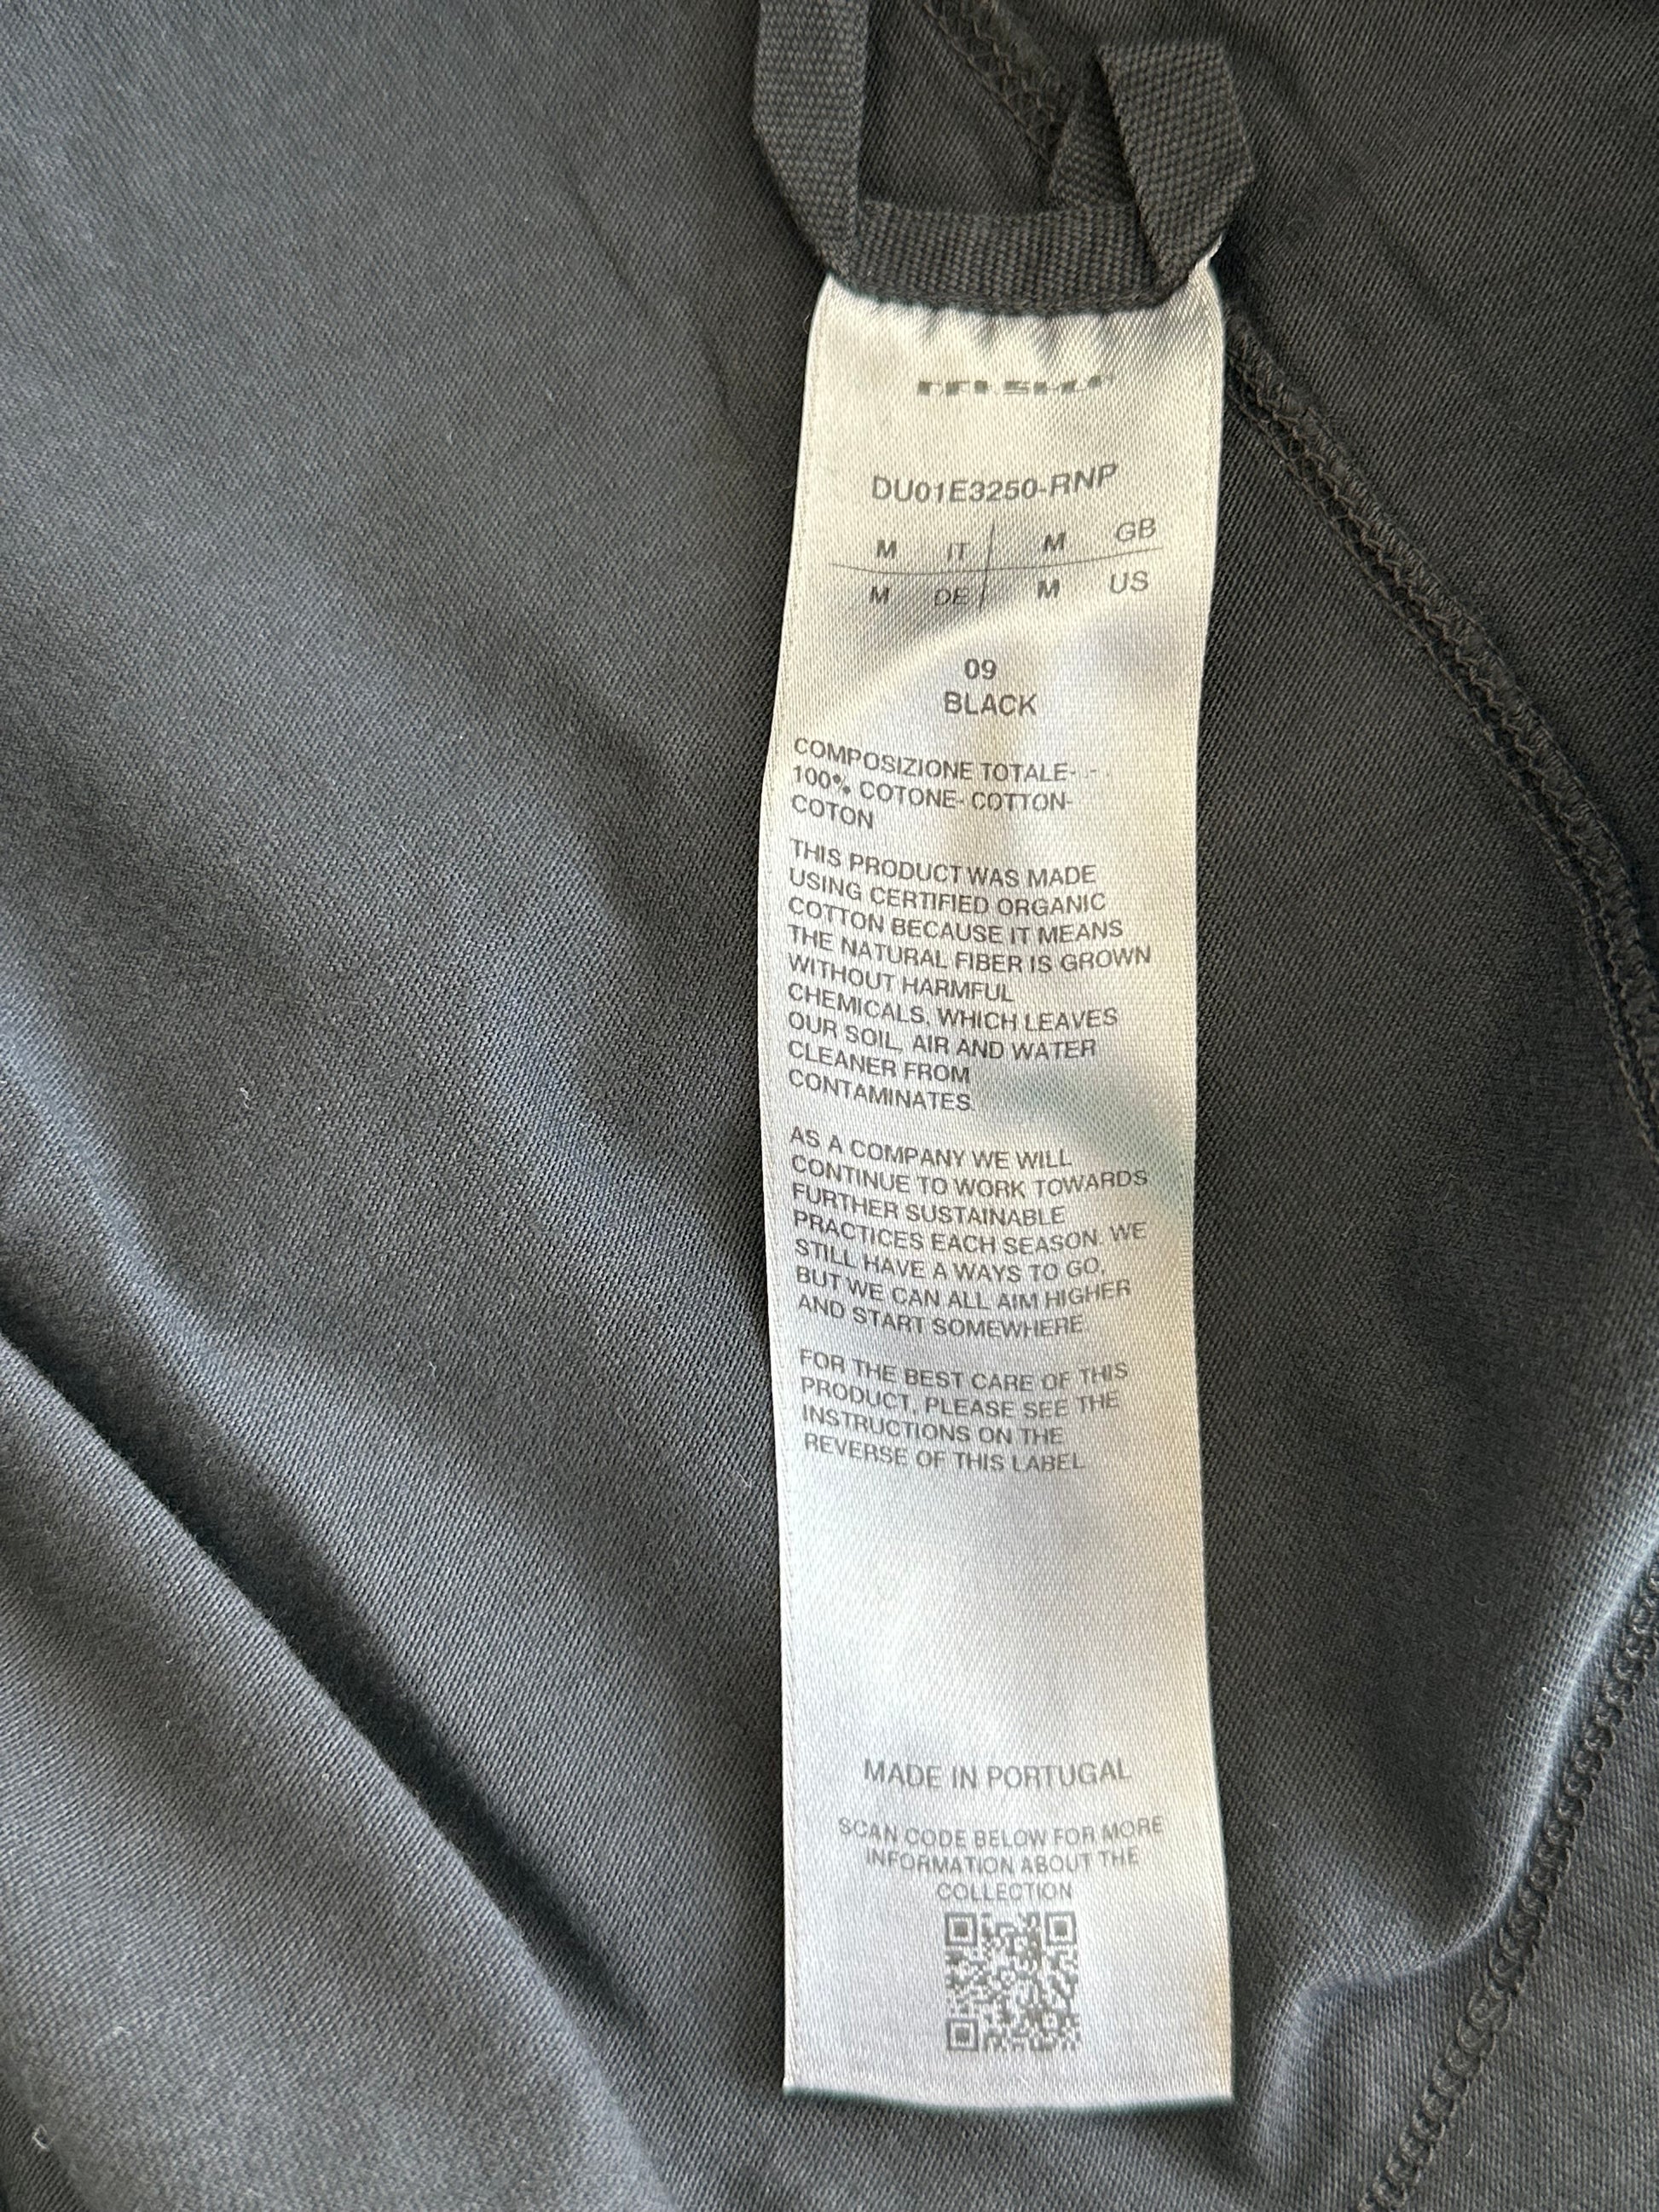 DU01E3250-RNP
M IT M GB
M DE M US
09
BLACK
COMPOSIZIONE TOTALE- - -
100% COTONE- COTTON-
COTON
THIS PRODUCT WAS MADE
USING CERTIFIED ORGANIC
COTTON BECAUSE IT MEANS
THE NATURAL FIBER IS GROWN
WITHOUT HARMFUL
CHEMICALS, WHICH LEAVES
OUR SOIL, AIR AND WATER
CLEANER FROM
CONTAMINATES.
AS A COMPANY WE WILL
CONTINUE TO WORK TOWARDS
FURTHER SUSTAINABLE
PRACTICES EACH SEASON. WE
STILL HAVE A WAYS TO GO,
BUT WE CAN ALL AIM HIGHER
AND START SOMEWHERE.
FOR THE BEST CARE OF THIS
PRODUCT, PLEASE SEE THE
INSTRUCTIONS ON THE
REVERSE OF THIS LABEL.
MADE IN PORTUGAL
SCAN CODE BELOW FOR MORE
INFORMATION ABOUT THE
COLLECTION